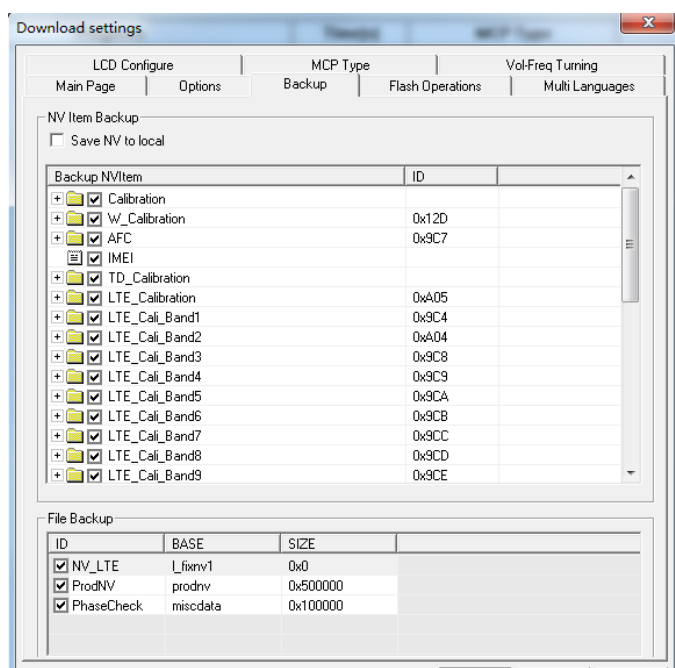 Download settings
LCD Configure MCP Type Vol-Freq Turning
Main Page Options Backup Flash Operations Multi Languages
NV Item Backup
Save NV to local
Backup NVItem ID
Calibration
W_Calibration 0x12D
AFC 0x9C7
IMEI
TD_Calibration
LTE_Calibration 0xA05
LTE_Cali_Band1 0x9C4
LTE_Cali_Band2 0xA04
LTE_Cali_Band3 0x9C8
LTE_Cali_Band4 0x9C9
LTE_Cali_Band5 0x9CA
LTE_Cali_Band6 0x9CB
LTE_Cali_Band7 0x9CC
LTE_Cali_Band8 0x9CD
LTE_Cali_Band9 0x9CE
File Backup
ID BASE SIZE
NV_LTE l_fixnv1 0x0
ProdNV prodnv 0x500000
PhaseCheck miscdata 0x100000